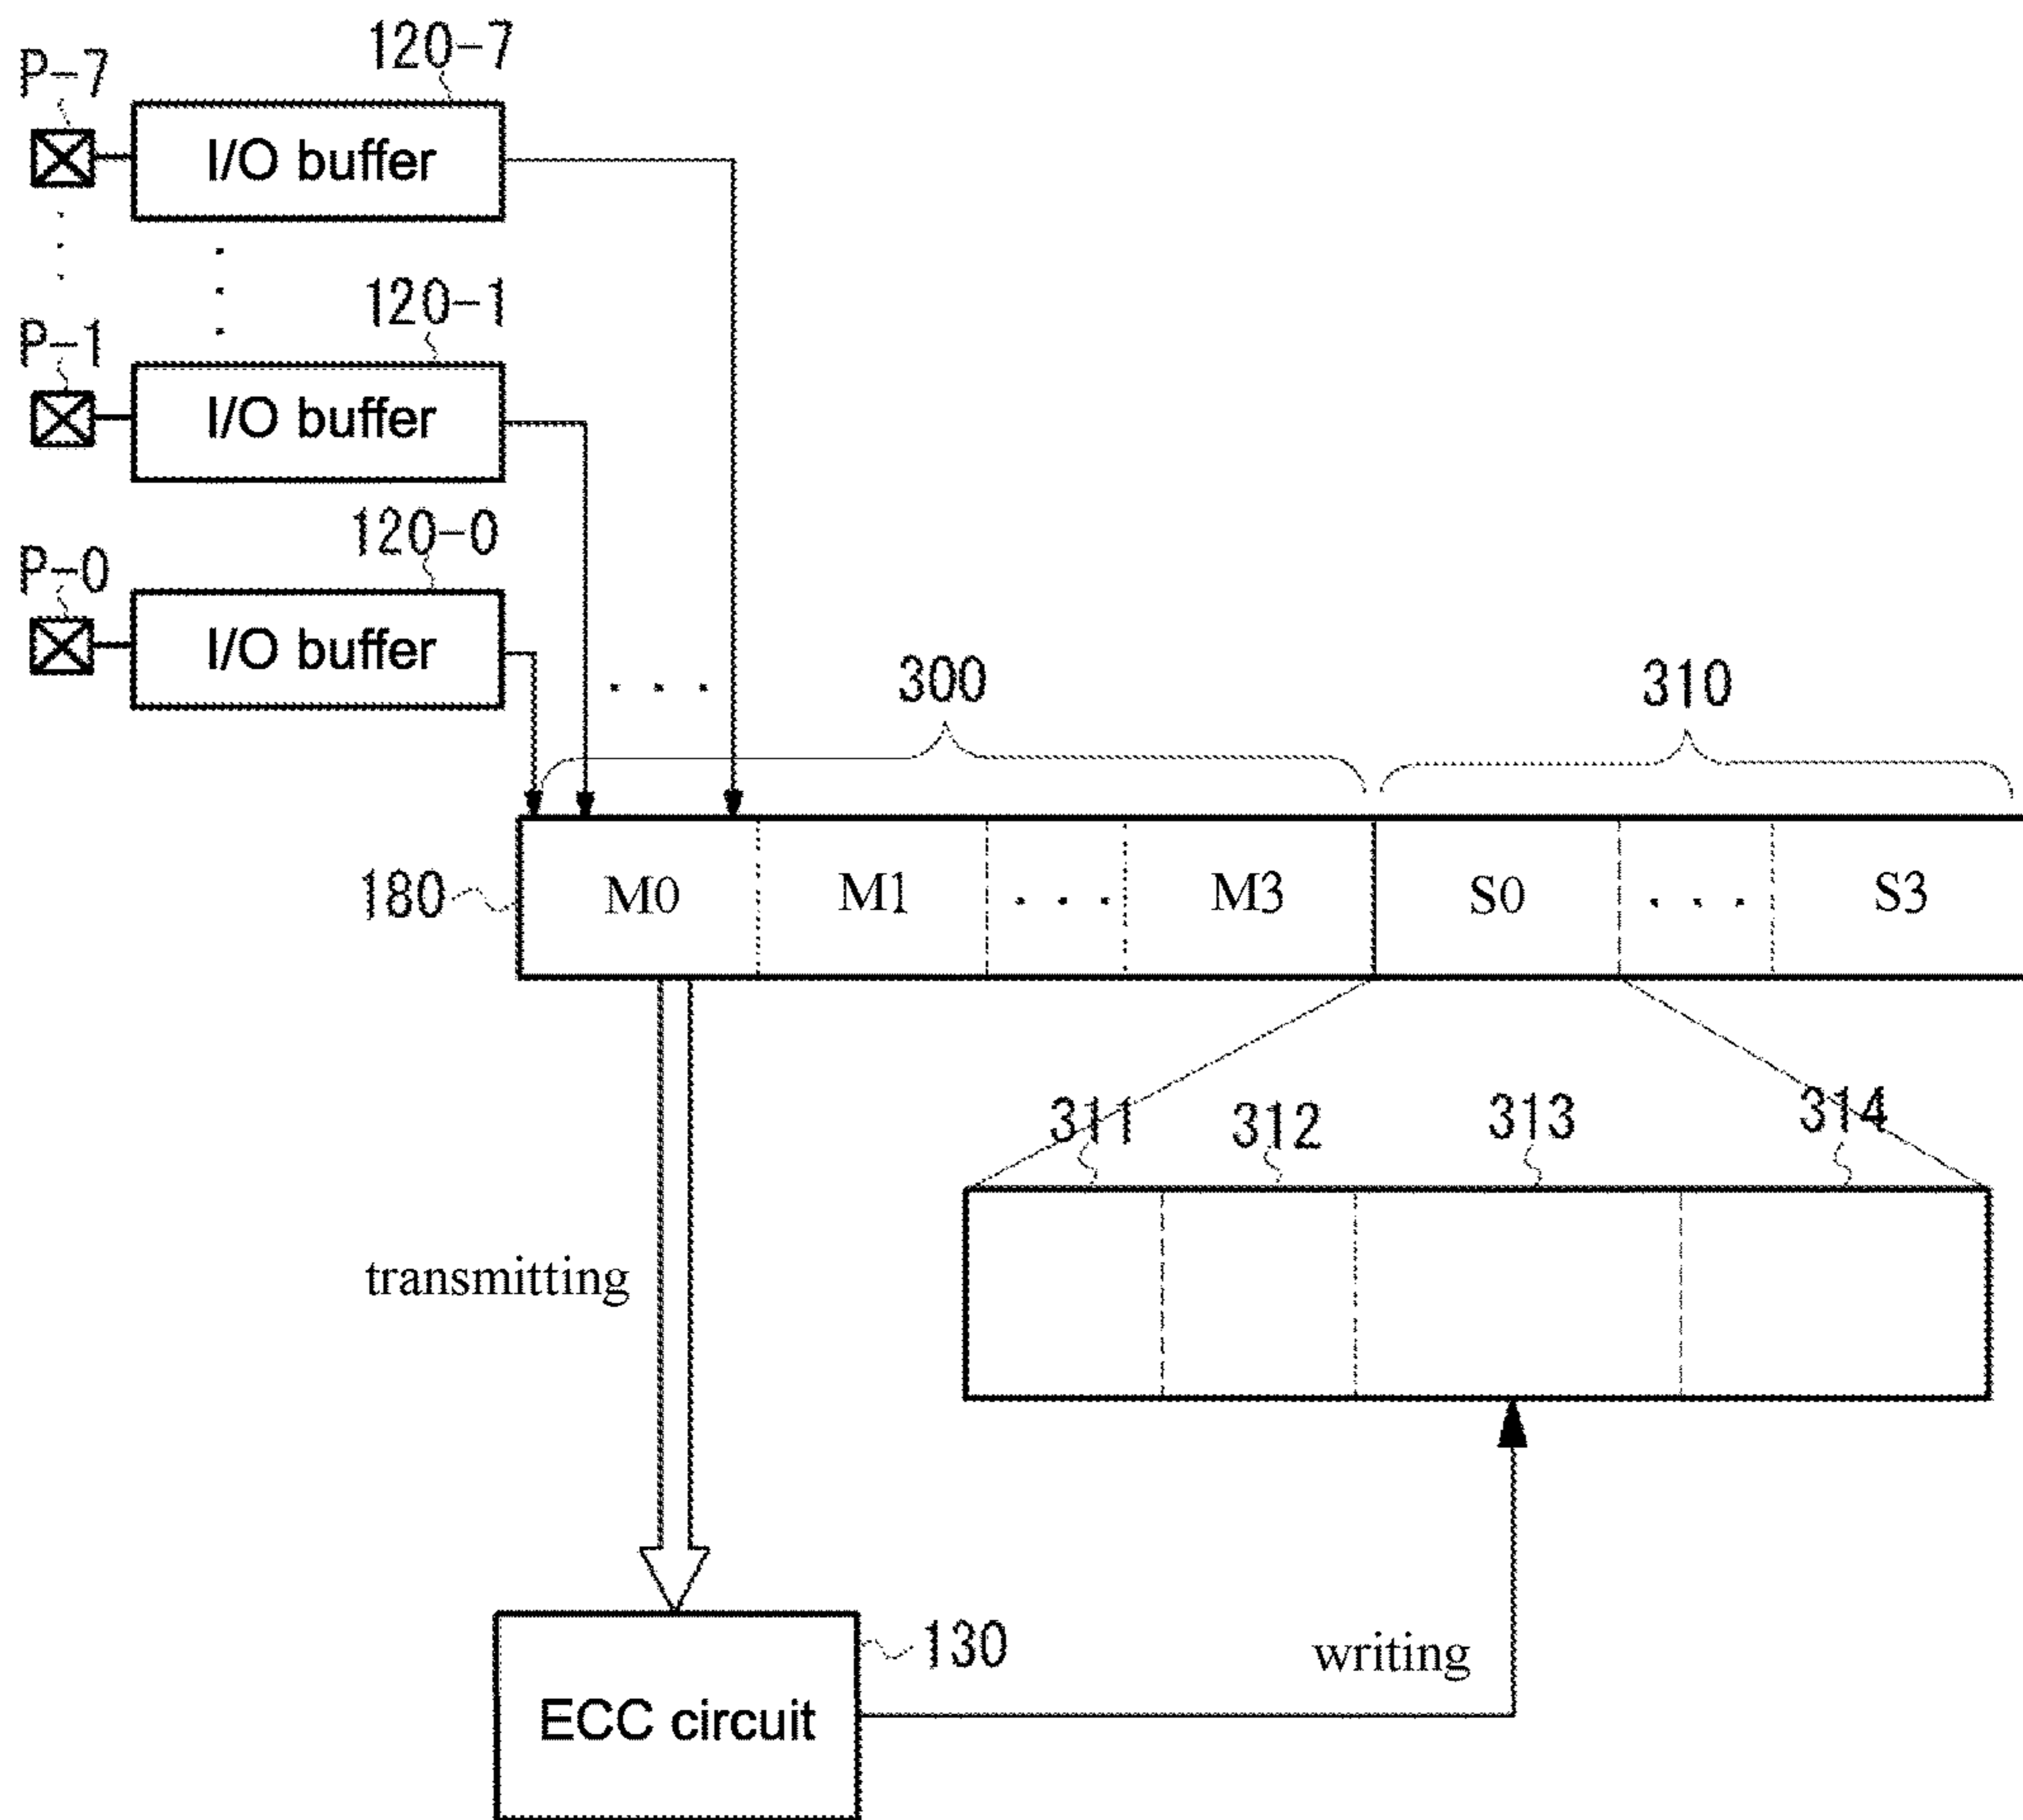 120-7
P-7
I/O buffer
120-1
P-1
I/O buffer
120-0
P-0
I/O buffer
300
310
180
M0
M1
M3
S0
S3
311
312
313
314
transmitting
130
writing
ECC circuit